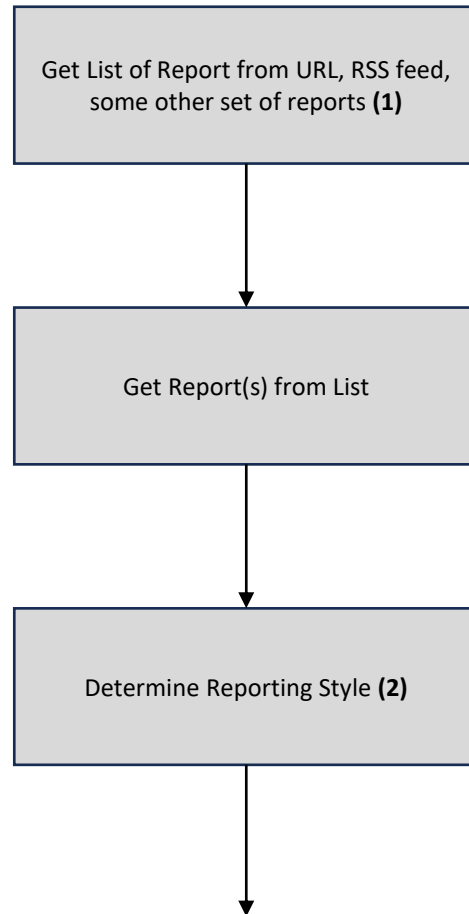 Get List of Report from URL, RSS feed,
some other set of reports (1)
Get Report(s) from List
Determine Reporting Style (2)